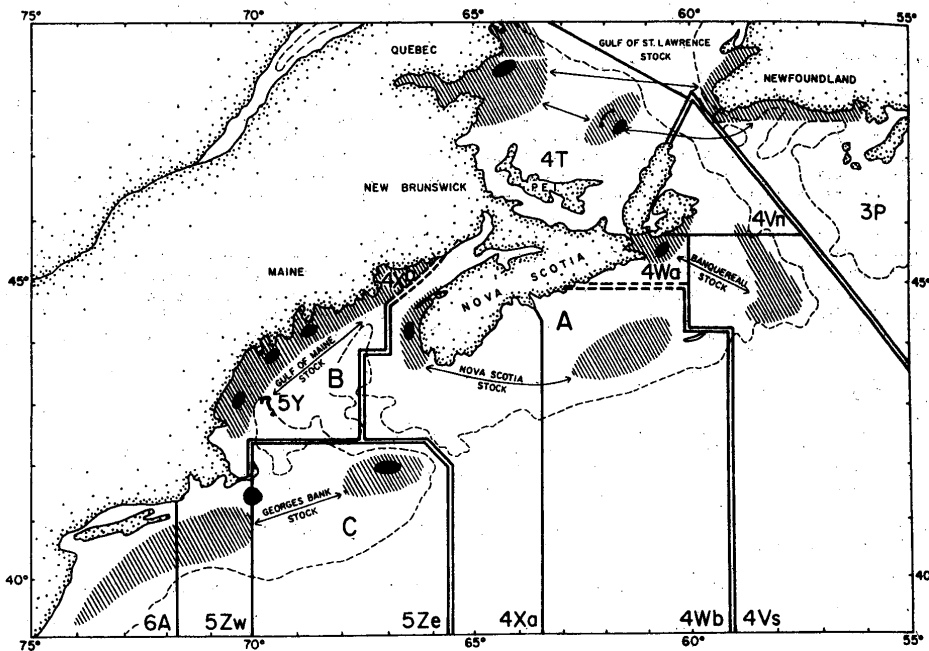 75° 70° 65° 60° 55°
QUEBEC
GULF OF ST. LAWRENCE
STOCK
NEWFOUNDLAND
4T
P.E.I.
NEW BRUNSWICK
3P
4Vn
45° 45°
MAINE
NOVA SCOTIA
4Wa
BANQUEREAU
STOCK
A
GULF OF MAINE
STOCK
B
NOVA SCOTIA
STOCK
5Y
GEORGES BANK
STOCK
C
40° 40
6A 5Zw 5Ze 4Xa 4Wb 4Vs
75° 70° 65° 60° 55°